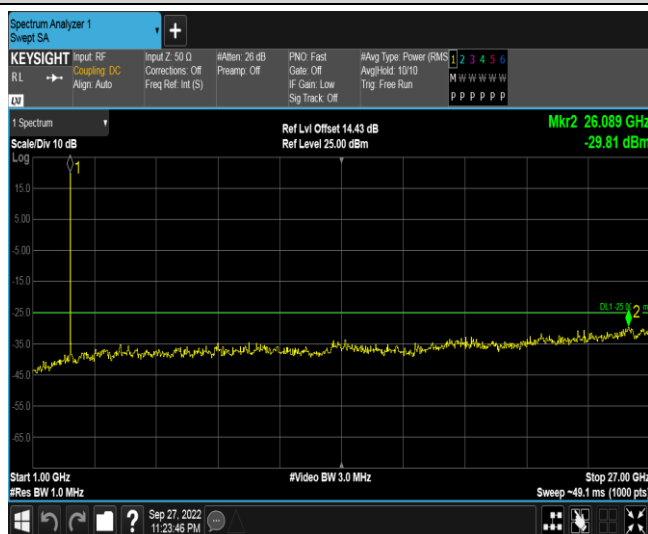 Spectrum Analyzer 1
Swept SA
+
KEYSIGHT
RL
LXI
Input: RF
Coupling: DC
Align: Auto
Input Z: 50 Ω
Corrections: Off
Freq Ref: Int (S)
#Atten: 26 dB
Preamp: Off
PNO: Fast
Gate: Off
IF Gain: Low
Sig Track: Off
#Avg Type: Power (RMS
Avg|Hold: 10/10
Trig: Free Run
1 2 3 4 5 6
M W W W W W
P P P P P P
1 Spectrum
Scale/Div 10 dB
Log
Ref Lvl Offset 14.43 dB
Ref Level 25.00 dBm
Mkr2 26.089 GHz
-29.81 dBm
1
15.0
5.00
-5.00
-15.0
-25.0
DL1 -25.0
2
-35.0
-45.0
-55.0
-65.0
Start 1.00 GHz
#Video BW 3.0 MHz
Stop 27.00 GHz
#Res BW 1.0 MHz
Sweep ~49.1 ms (1000 pts)
?
Sep 27, 2022
11:23:46 PM